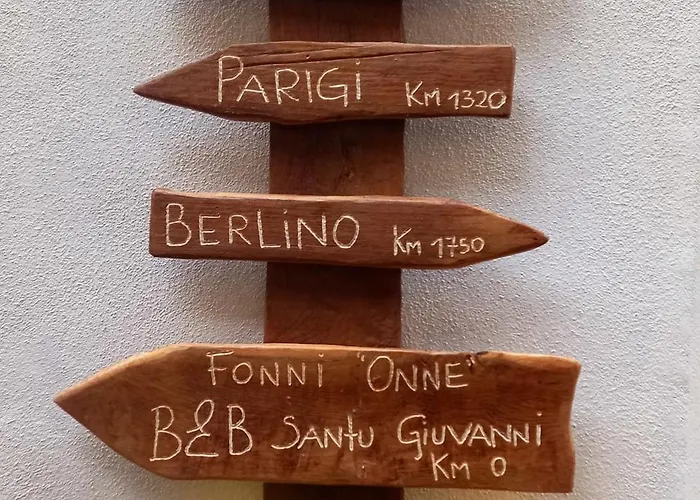 PARIGI Km 1320
BERLINO Km 1750
FONNI "ONNE"
B&B SANTU GIUVANNI
Km 0